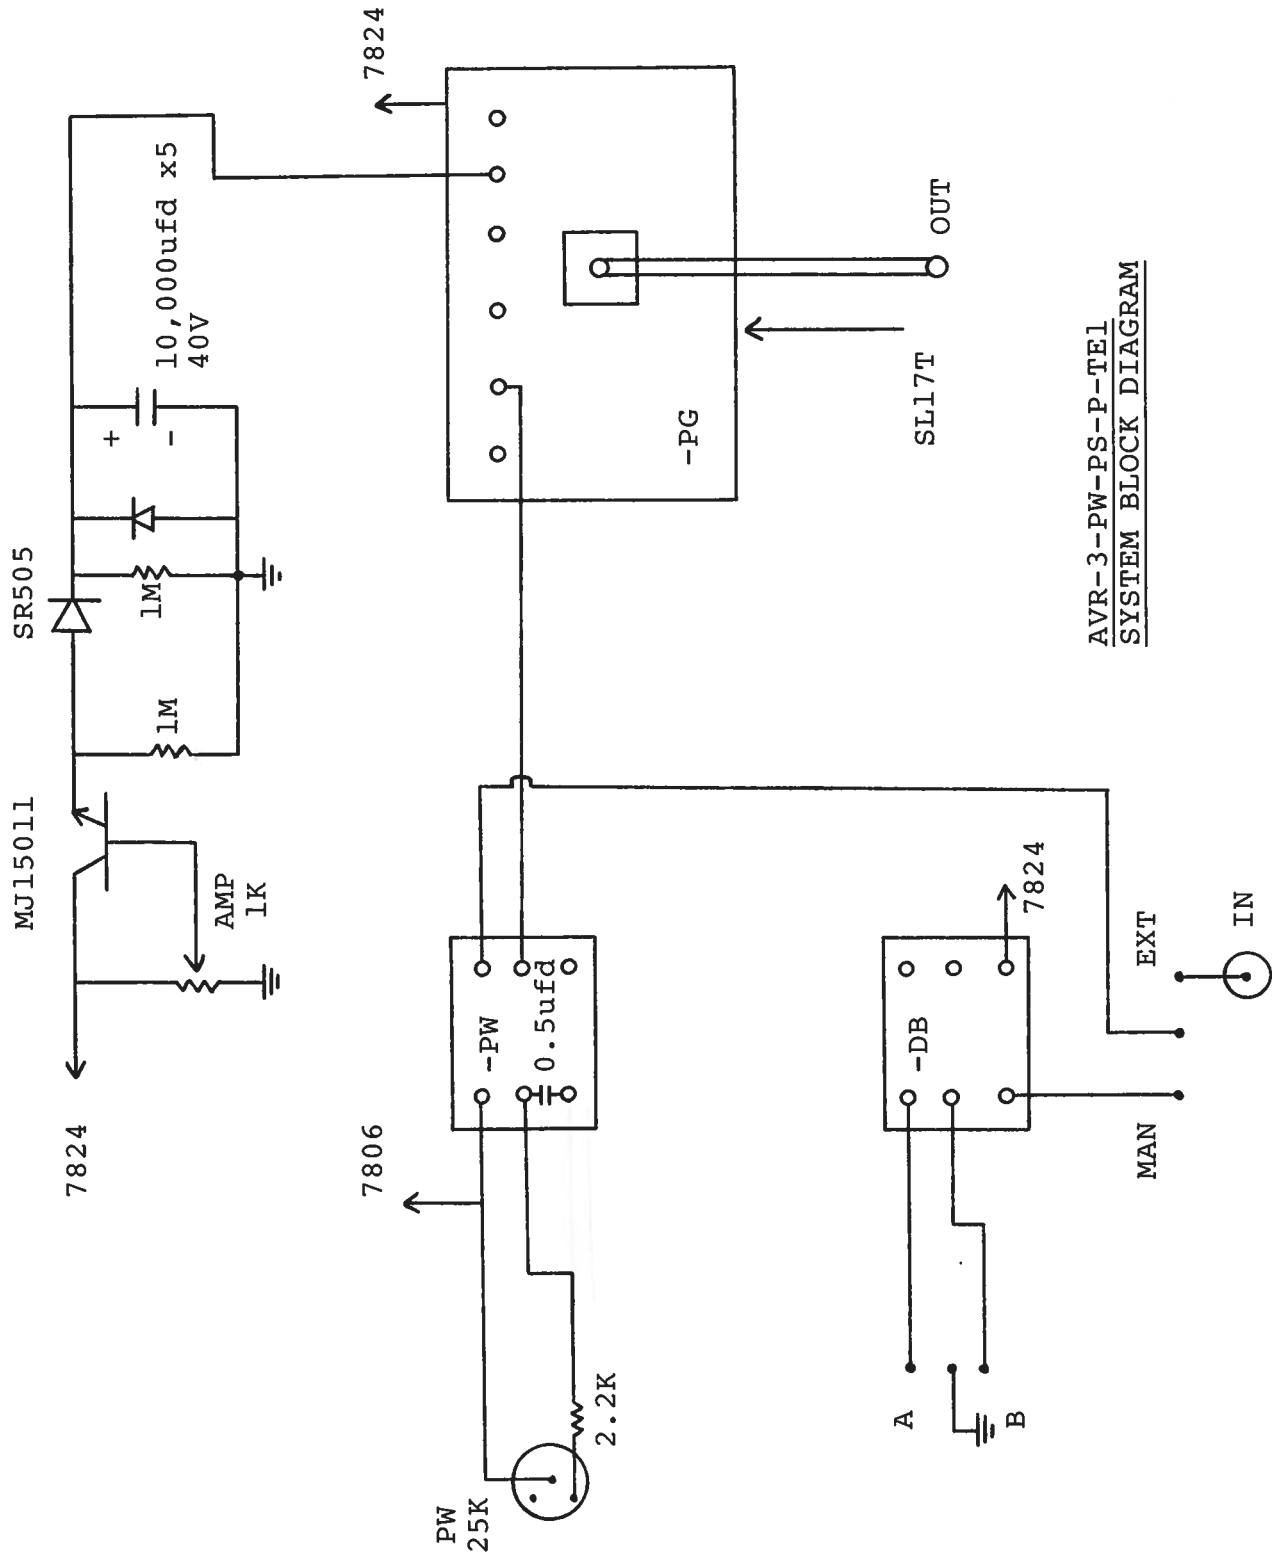 7824
MJ15011
SR505
AMP
1K
1M
1M
+
-
10,000ufd x5
40V
7824
7806
PW
25K
2.2K
-PW
0.5ufd
-PG
SL17T
OUT
A
B
-DB
7824
MAN
EXT
IN
AVR-3-PW-PS-P-TE1
SYSTEM BLOCK DIAGRAM